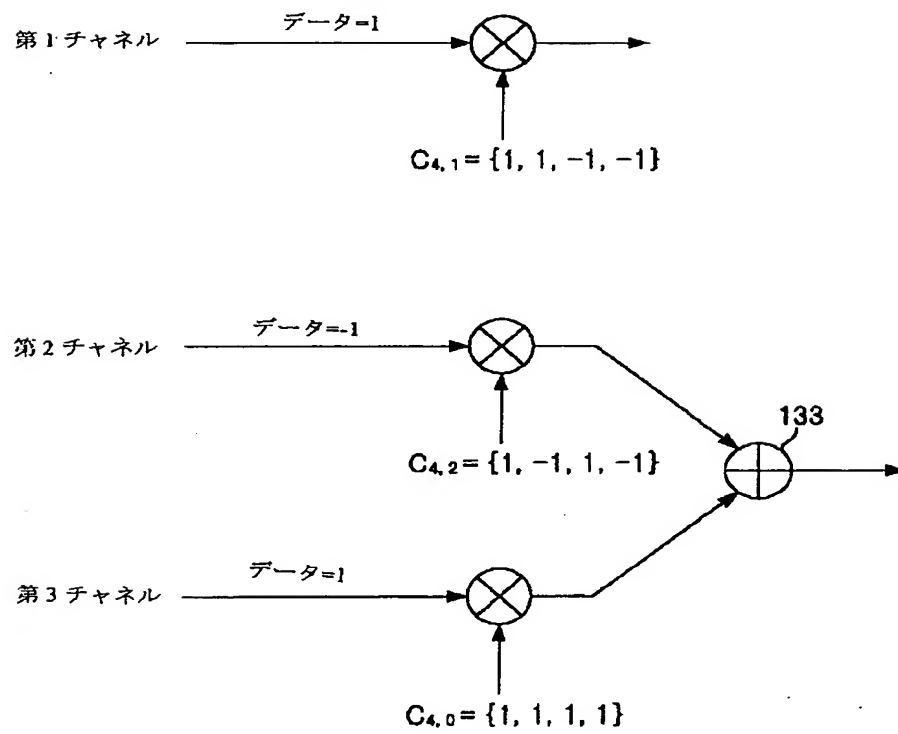 第1チャネル
データ=1
C4,1 = {1, 1, -1, -1}
第2チャネル
データ=-1
133
C4,2 = {1, -1, 1, -1}
第3チャネル
データ=1
C4,0 = {1, 1, 1, 1}